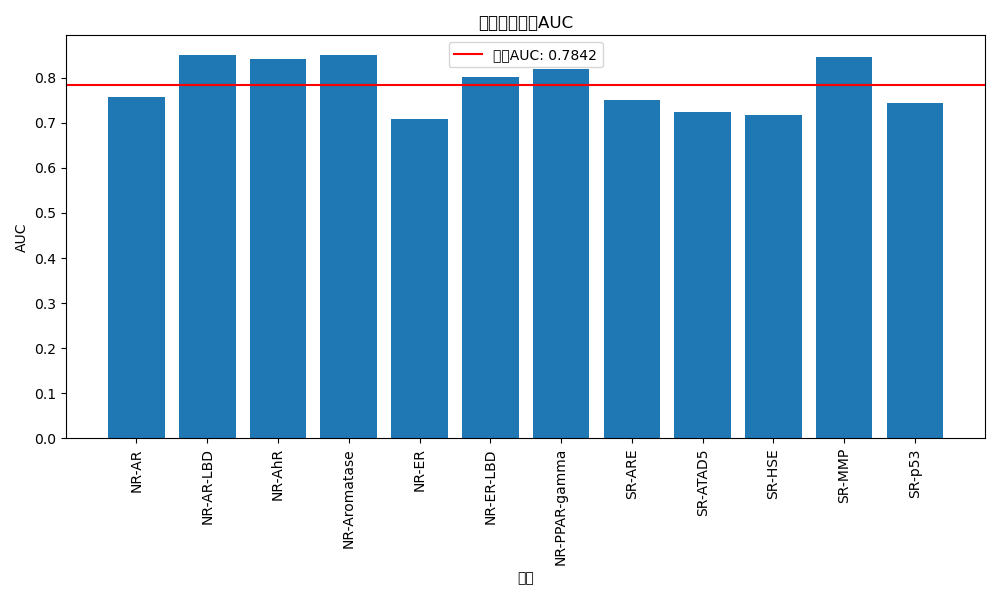 AUC
AUC: 0.7842
AUC
0.8
0.7
0.6
0.5
0.4
0.3
0.2
0.1
0.0
NR-AR
NR-AR-LBD
NR-AhR
NR-Aromatase
NR-ER
NR-ER-LBD
NR-PPAR-gamma
SR-ARE
SR-ATAD5
SR-HSE
SR-MMP
SR-p53